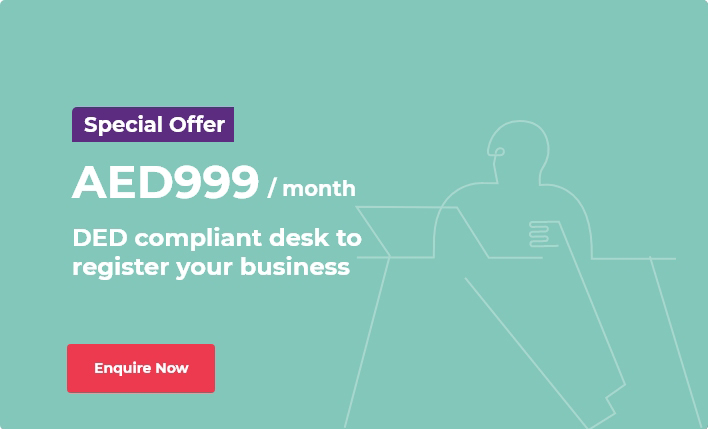 Special Offer
AED999 / month
DED compliant desk to
register your business
Enquire Now